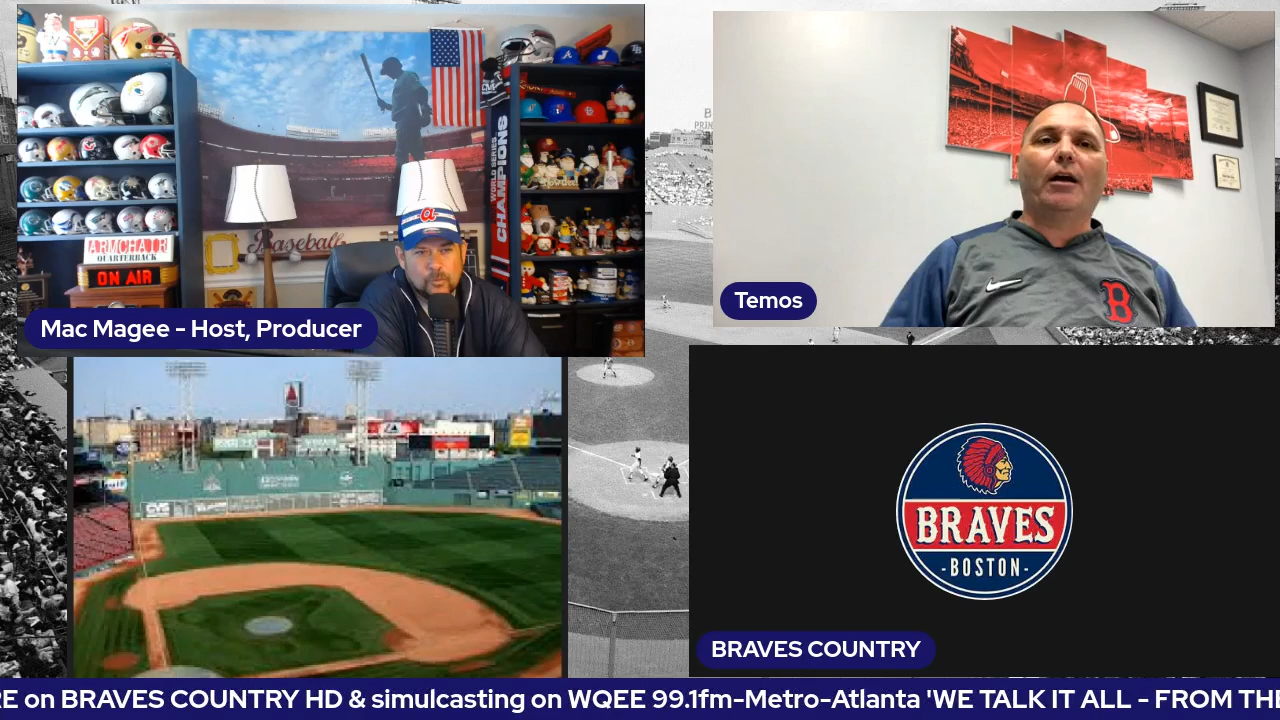 ARMCHAIR
QUARTERBACK
ON AIR
Baseball
WORLD SERIES
CHAMPIONS
a
Mac Magee - Host, Producer
B
Temos
BRAVES
-BOSTON-
BRAVES COUNTRY
RE on BRAVES COUNTRY HD & simulcasting on WQEE 99.1fm-Metro-Atlanta 'WE TALK IT ALL - FROM THE